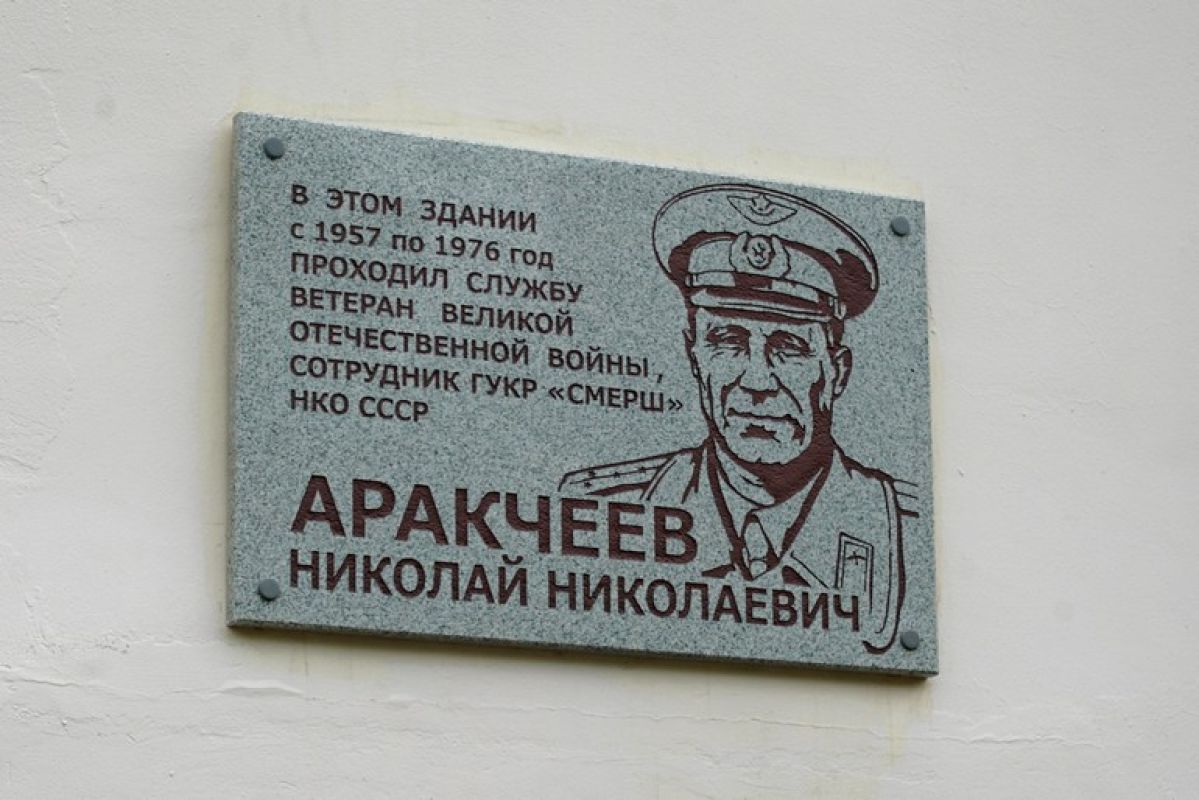 В ЭТОМ ЗДАНИИ
с 1957 по 1976 год
ПРОХОДИЛ СЛУЖБУ
ВЕТЕРАН ВЕЛИКОЙ
ОТЕЧЕСТВЕННОЙ ВОЙНЫ,
СОТРУДНИК ГУКР «СМЕРШ»
НКО СССР
АРАКЧЕЕВ
НИКОЛАЙ НИКОЛАЕВИЧ